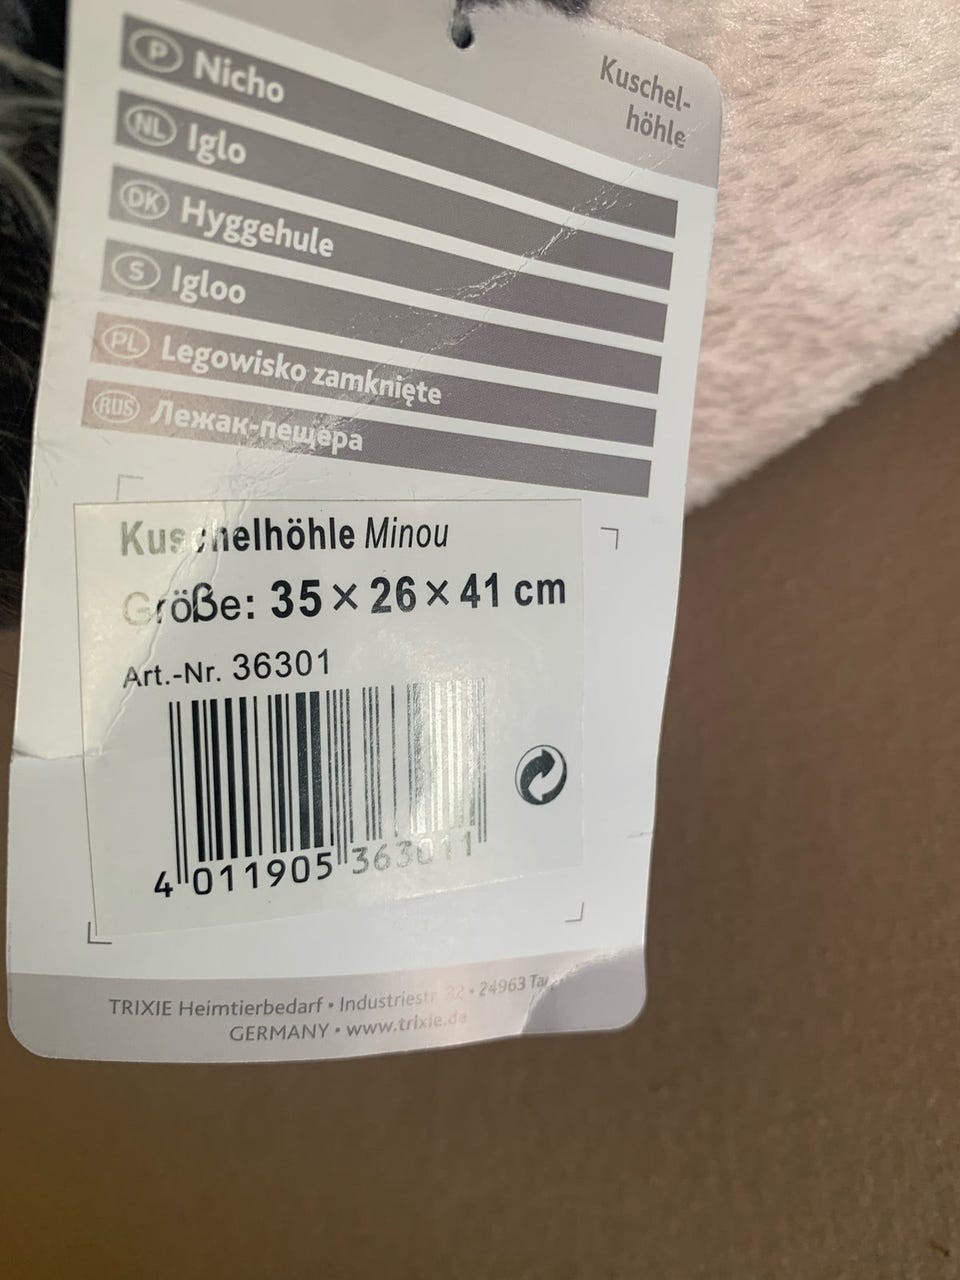 Kuschel-
höhle
P Nicho
NL Iglo
DK Hyggehule
S Igloo
PL Legowisko zamknięte
RUS Лежак-пещера
Kuschelhöhle Minou
Größe: 35 × 26 × 41 cm
Art.-Nr. 36301
4 011905 363011
TRIXIE Heimtierbedarf • Industriestr. 32 • 24963
GERMANY • www.trixie.de